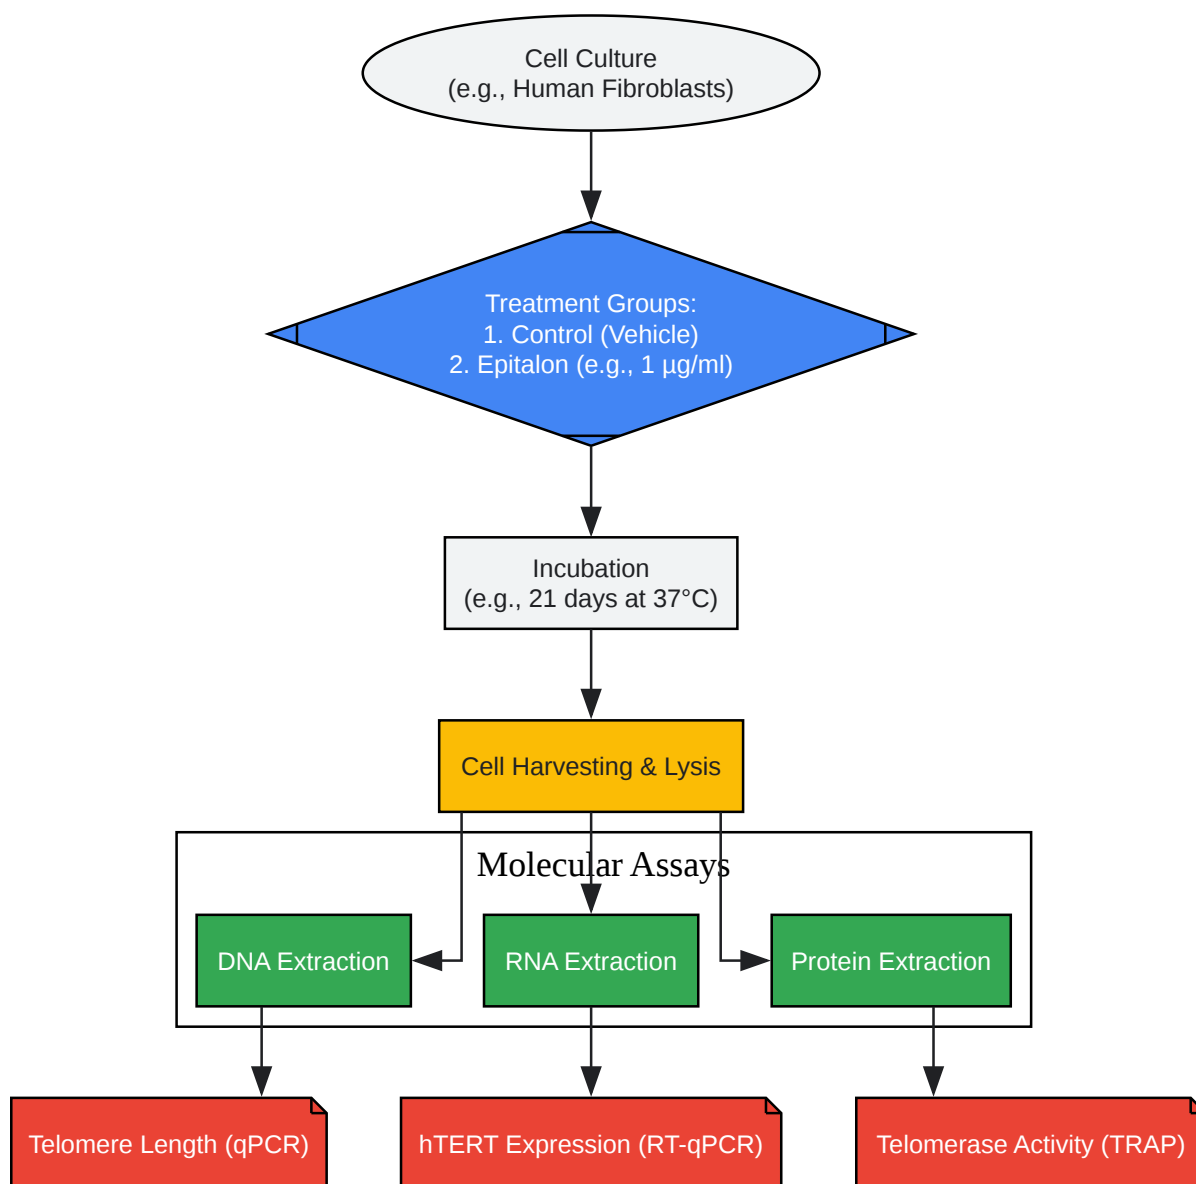 Cell Culture
(e.g., Human Fibroblasts)
Treatment Groups:
1. Control (Vehicle)
2. Epitalon (e.g., 1 µg/ml)
Incubation
(e.g., 21 days at 37°C)
Cell Harvesting & Lysis
Molecular Assays
DNA Extraction
RNA Extraction
Protein Extraction
Telomere Length (qPCR)
hTERT Expression (RT-qPCR)
Telomerase Activity (TRAP)